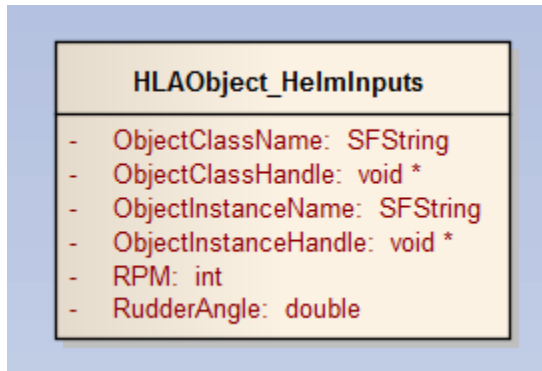 HLAObject_HelmInputs
- ObjectClassName: SFString
- ObjectClassHandle: void *
- ObjectInstanceName: SFString
- ObjectInstanceHandle: void *
- RPM: int
- RudderAngle: double